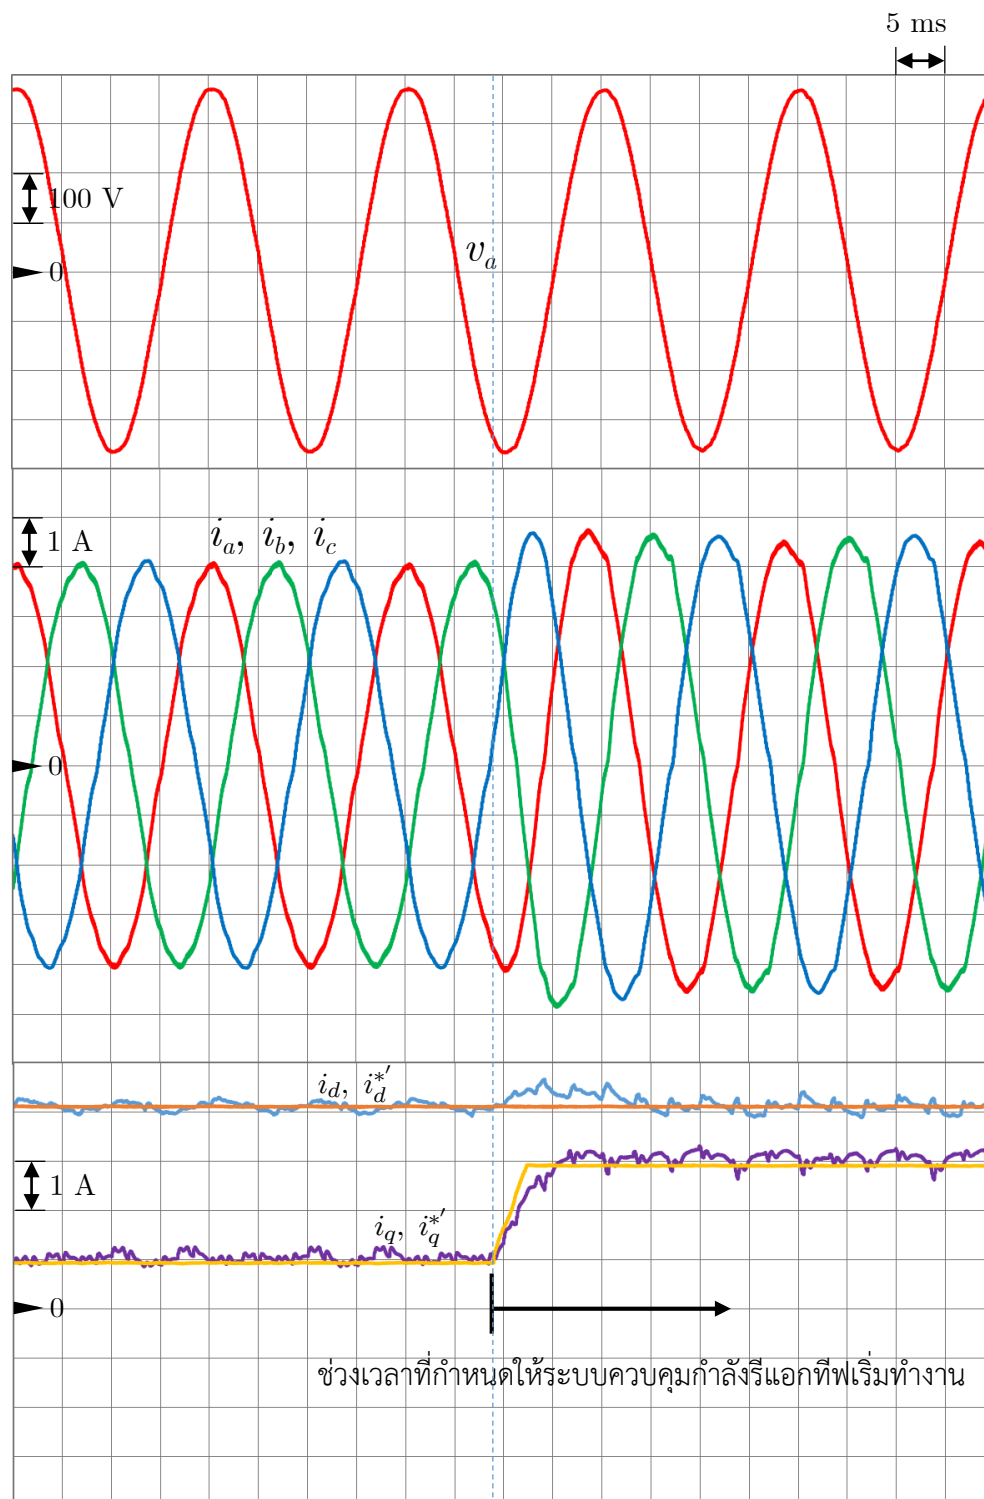 5 ms
100 V
0
v_a
1 A
i_a, i_b, i_c
0
i_d, i_d^{*'}
1 A
i_q, i_q^{*'}
0
ช่วงเวลาที่กำหนดให้ระบบควบคุมกำลังรีแอกทีฟเริ่มทำงาน